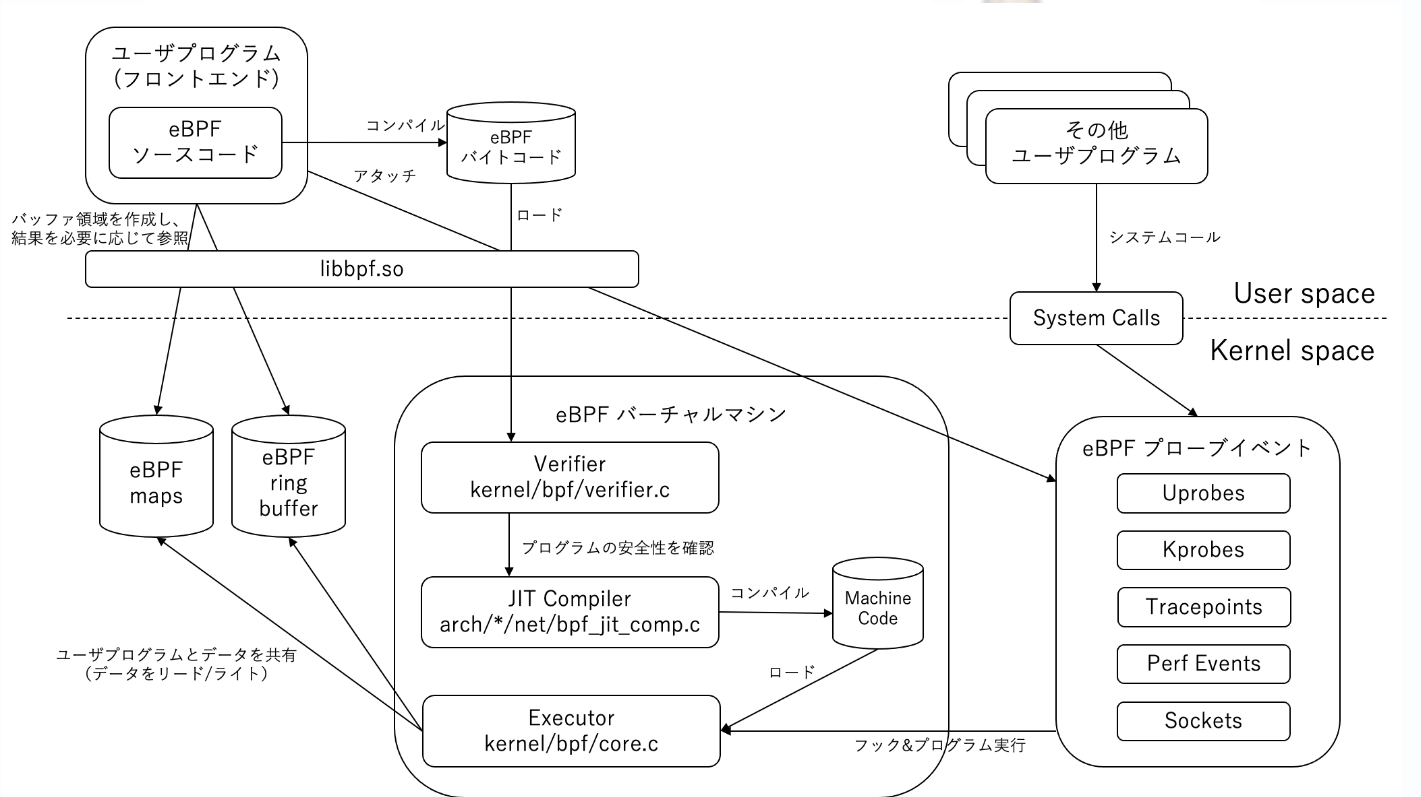 ユーザプログラム
(フロントエンド)
eBPF
ソースコード
コンパイル
eBPF
バイトコード
アタッチ
ロード
バッファ領域を作成し、
結果を必要に応じて参照
libbpf.so
その他
ユーザプログラム
システムコール
User space
System Calls
Kernel space
eBPF
maps
eBPF
ring
buffer
eBPF バーチャルマシン
Verifier
kernel/bpf/verifier.c
プログラムの安全性を確認
JIT Compiler
arch/*/net/bpf_jit_comp.c
コンパイル
Machine
Code
ロード
Executor
kernel/bpf/core.c
ユーザプログラムとデータを共有
(データをリード/ライト)
フック&プログラム実行
eBPF プローブイベント
Uprobes
Kprobes
Tracepoints
Perf Events
Sockets